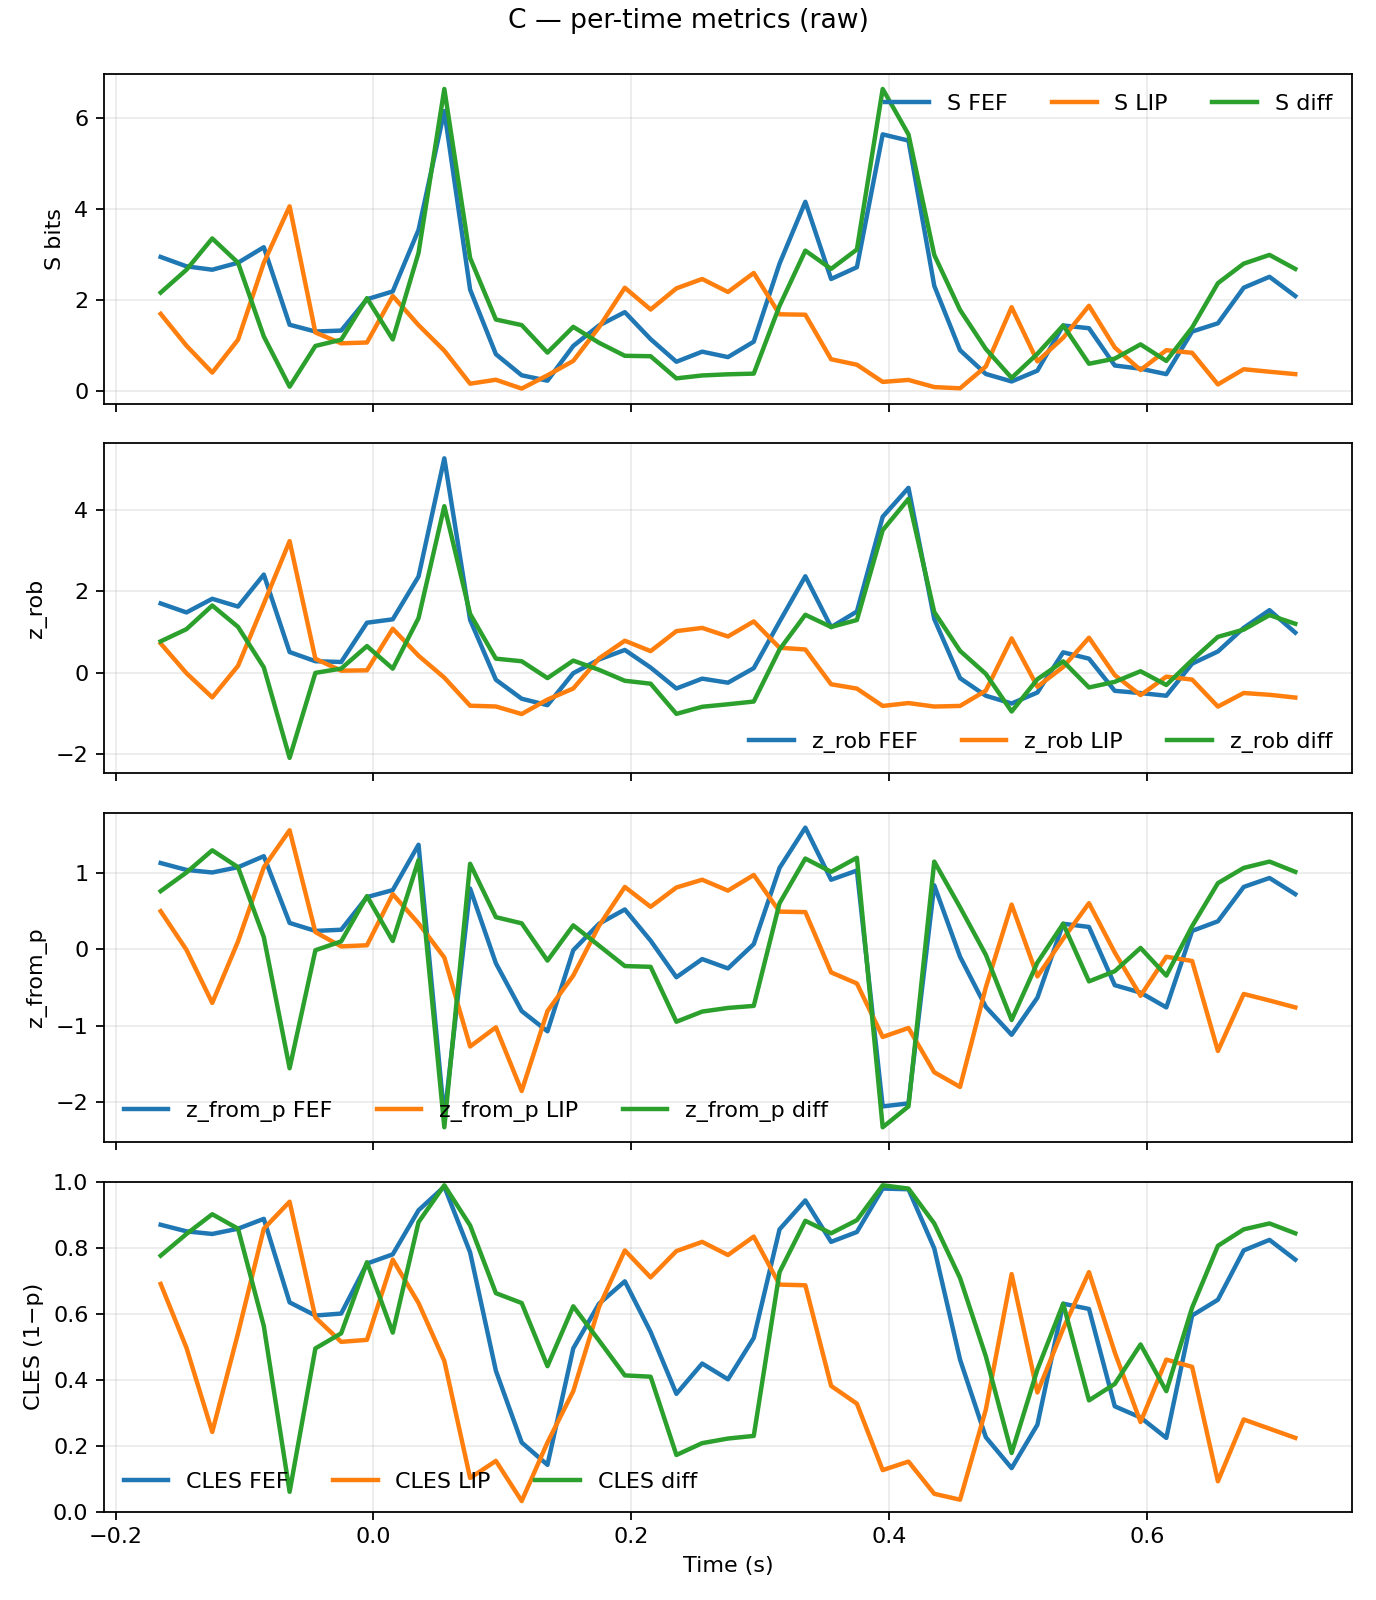 C — per-time metrics (raw)
S bits
6
4
2
0
S FEF
S LIP
S diff
z_rob
4
2
0
−2
z_rob FEF
z_rob LIP
z_rob diff
z_from_p
1
0
−1
−2
z_from_p FEF
z_from_p LIP
z_from_p diff
CLES (1−p)
1.0
0.8
0.6
0.4
0.2
0.0
CLES FEF
CLES LIP
CLES diff
−0.2
0.0
0.2
0.4
0.6
Time (s)